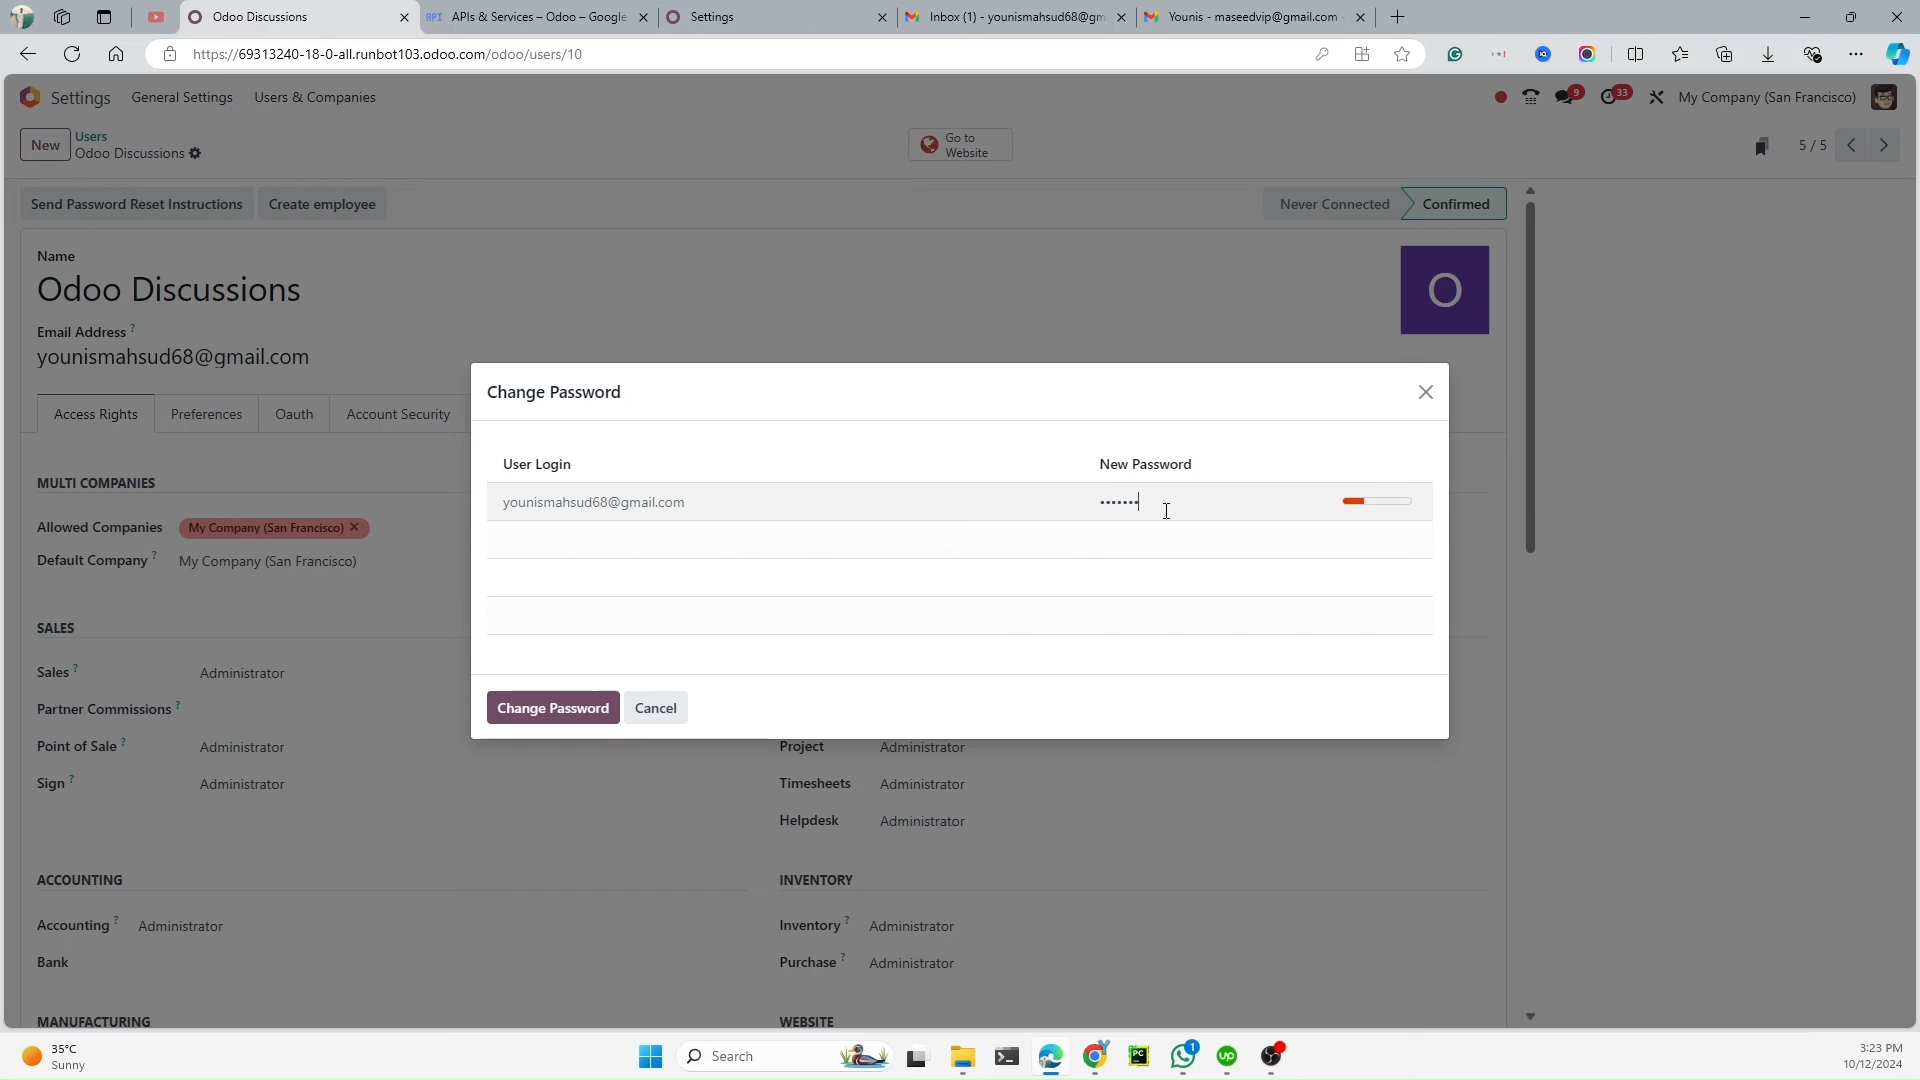 Odoo Discussions
APIs & Services – Odoo – Google
Settings
Inbox (1) - younismahsud68@gm
Younis - maseedvip@gmail.com -
https://69313240-18-0-all.runbot103.odoo.com/odoo/users/10
Settings General Settings Users & Companies
9
33
My Company (San Francisco)
New
Users
Odoo Discussions
Go to
Website
5 / 5
Send Password Reset Instructions
Create employee
Never Connected
Confirmed
Name
Odoo Discussions
O
Email Address ?
younismahsud68@gmail.com
Access Rights
Preferences
Oauth
Account Security
Change Password
User Login
New Password
younismahsud68@gmail.com
•••••••
Change Password
Cancel
MULTI COMPANIES
Allowed Companies
My Company (San Francisco)
Default Company ?
My Company (San Francisco)
SALES
Sales ?
Administrator
Partner Commissions ?
Point of Sale ?
Administrator
Project
Administrator
Sign ?
Administrator
Timesheets
Administrator
Helpdesk
Administrator
ACCOUNTING
INVENTORY
Accounting ?
Administrator
Inventory ?
Administrator
Bank
Purchase ?
Administrator
MANUFACTURING
WEBSITE
35°C
Sunny
Search
PC
1
up
3:23 PM
10/12/2024